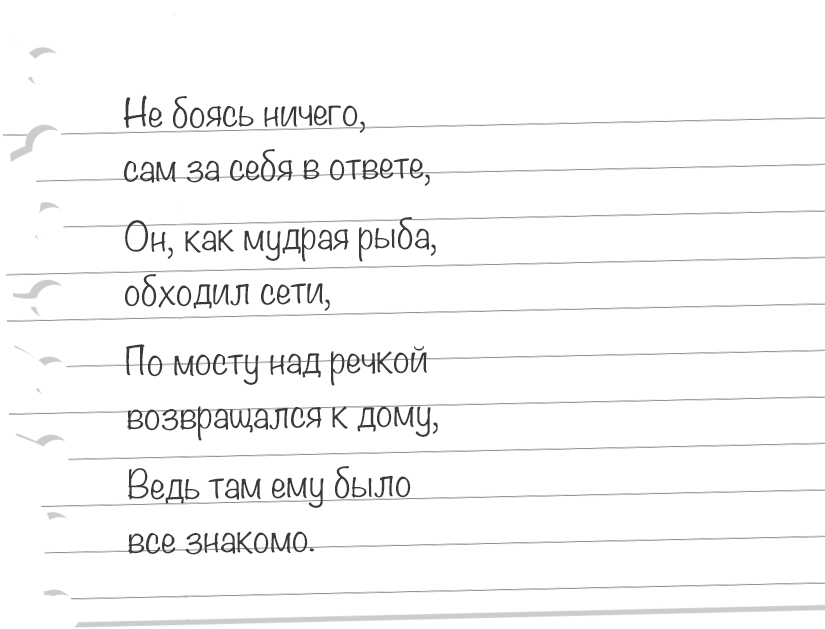 Не боясь ничего,
сам за себя в ответе,
Он, как мудрая рыба,
обходил сети,
По мосту над речкой
возвращался к дому,
Ведь там ему было
все знакомо.